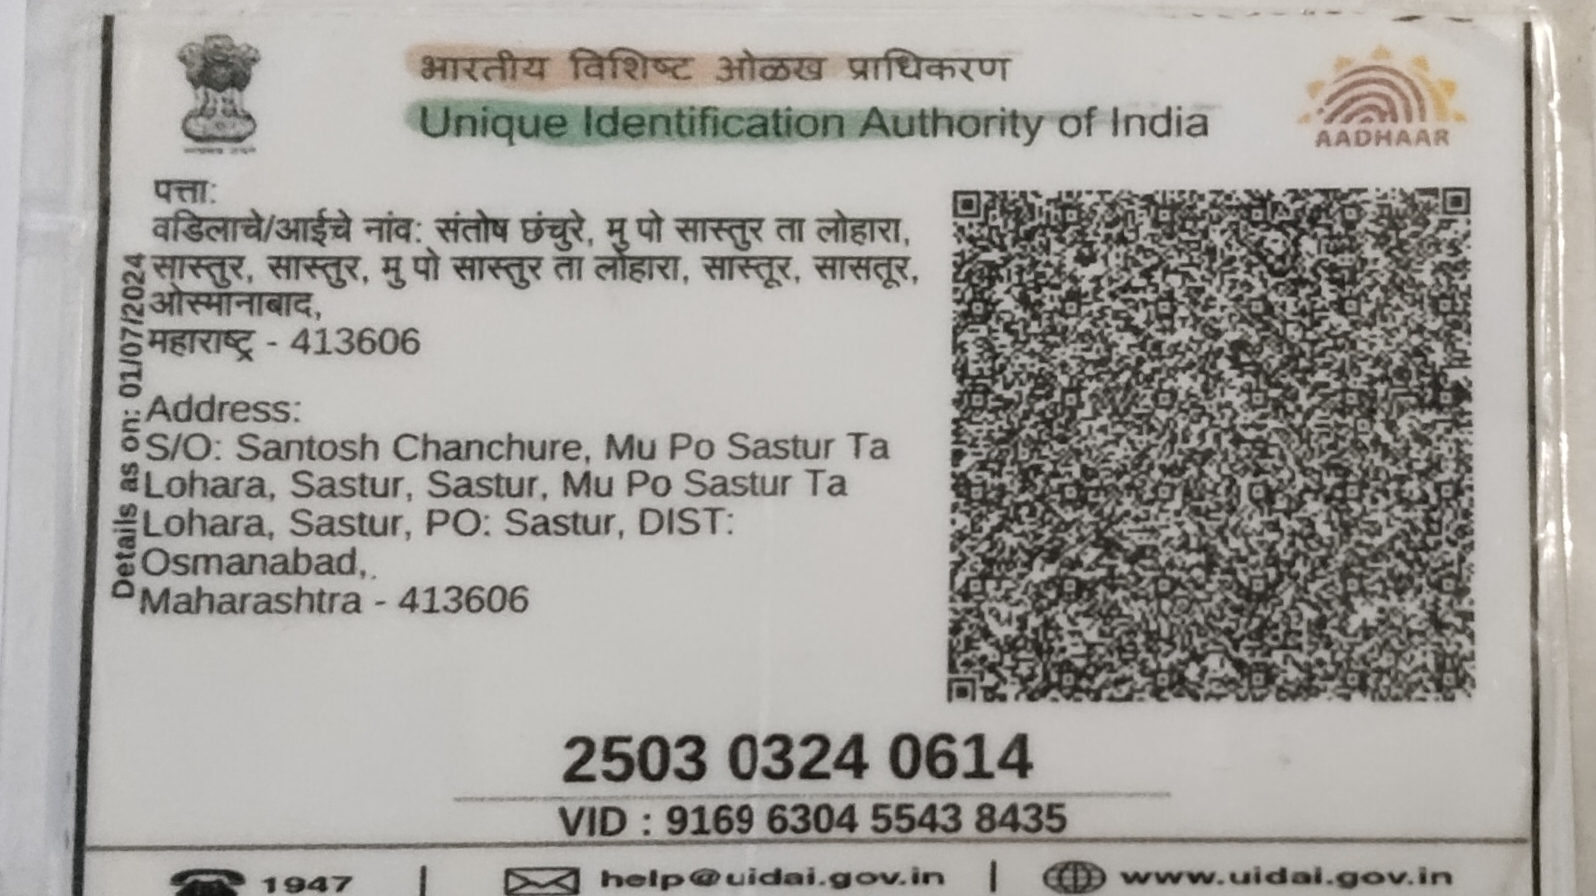 भारतीय विशिष्ट ओळख प्राधिकरण
Unique Identification Authority of India
AADHAAR
पत्ता:
वडिलाचे/आईचे नांव: संतोष छंचुरे, मु पो सास्तुर ता लोहारा,
सास्तुर, सास्तुर, मु पो सास्तुर ता लोहारा, सास्तूर, सासतूर,
ओस्मानाबाद,
महाराष्ट्र - 413606
Address:
S/O: Santosh Chanchure, Mu Po Sastur Ta
Lohara, Sastur, Sastur, Mu Po Sastur Ta
Lohara, Sastur, PO: Sastur, DIST:
Osmanabad,
Maharashtra - 413606
Details as on: 01/07/2024
2503 0324 0614
VID : 9169 6304 5543 8435
1947 | help@uidai.gov.in | www.uidai.gov.in